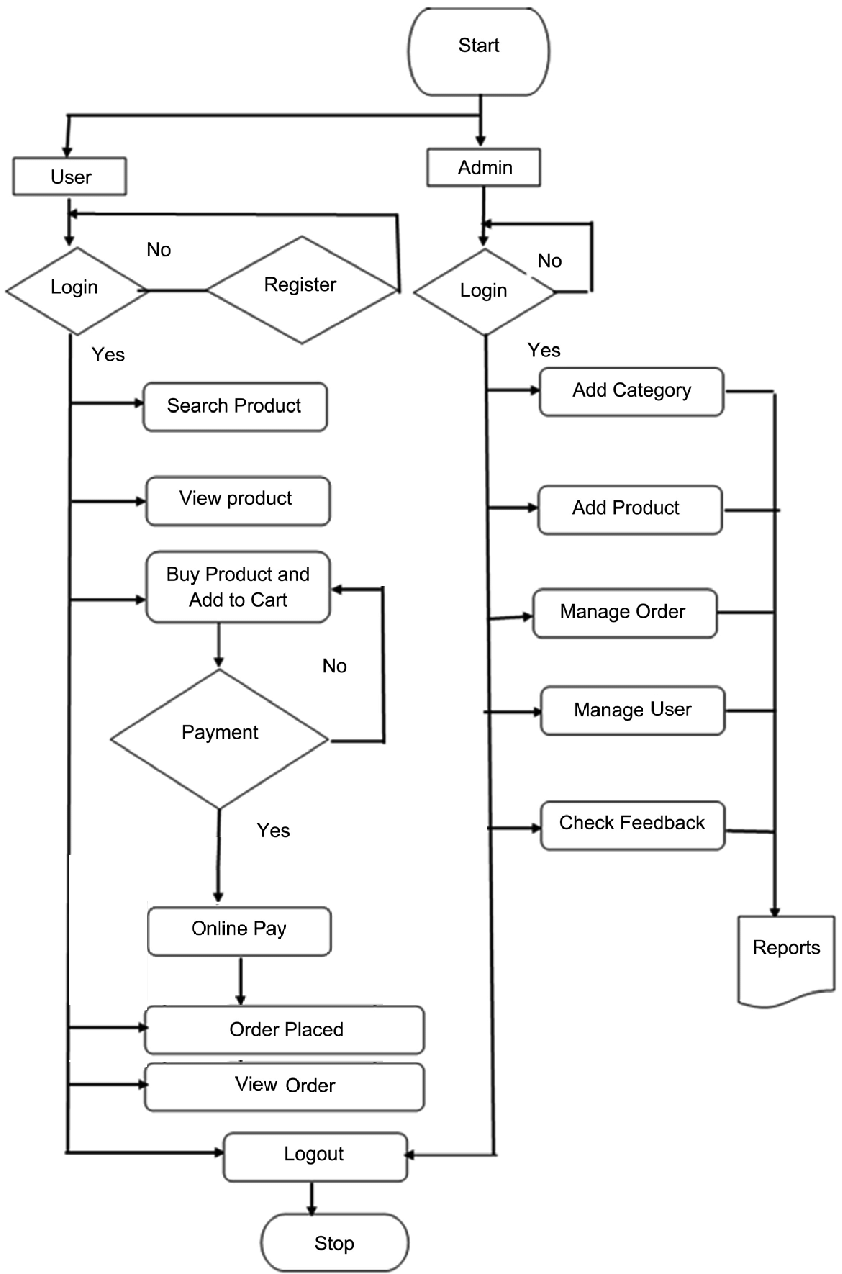 Start
User
Admin
No
Login
Register
No
Login
Yes
Yes
Search Product
Add Category
View product
Add Product
Buy Product and
Add to Cart
Manage Order
No
Payment
Manage User
Yes
Check Feedback
Online Pay
Reports
Order Placed
View Order
Logout
Stop